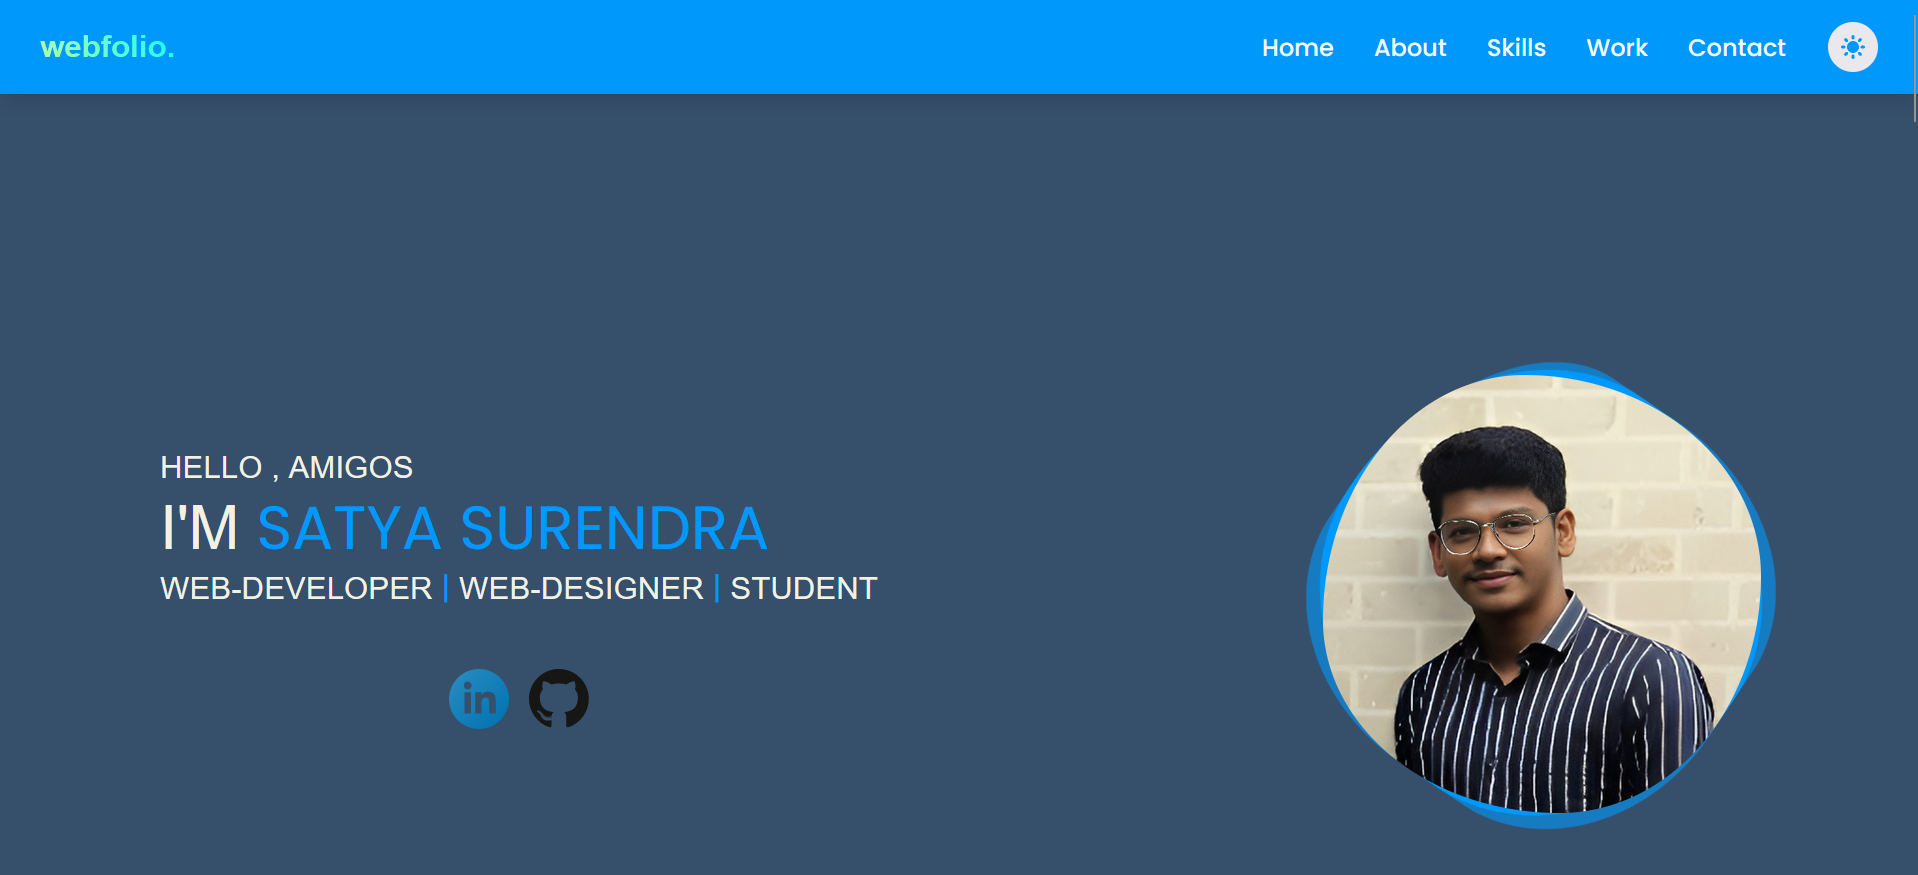 webfolio.
Home About Skills Work Contact
HELLO , AMIGOS
I'M SATYA SURENDRA
WEB-DEVELOPER | WEB-DESIGNER | STUDENT
in